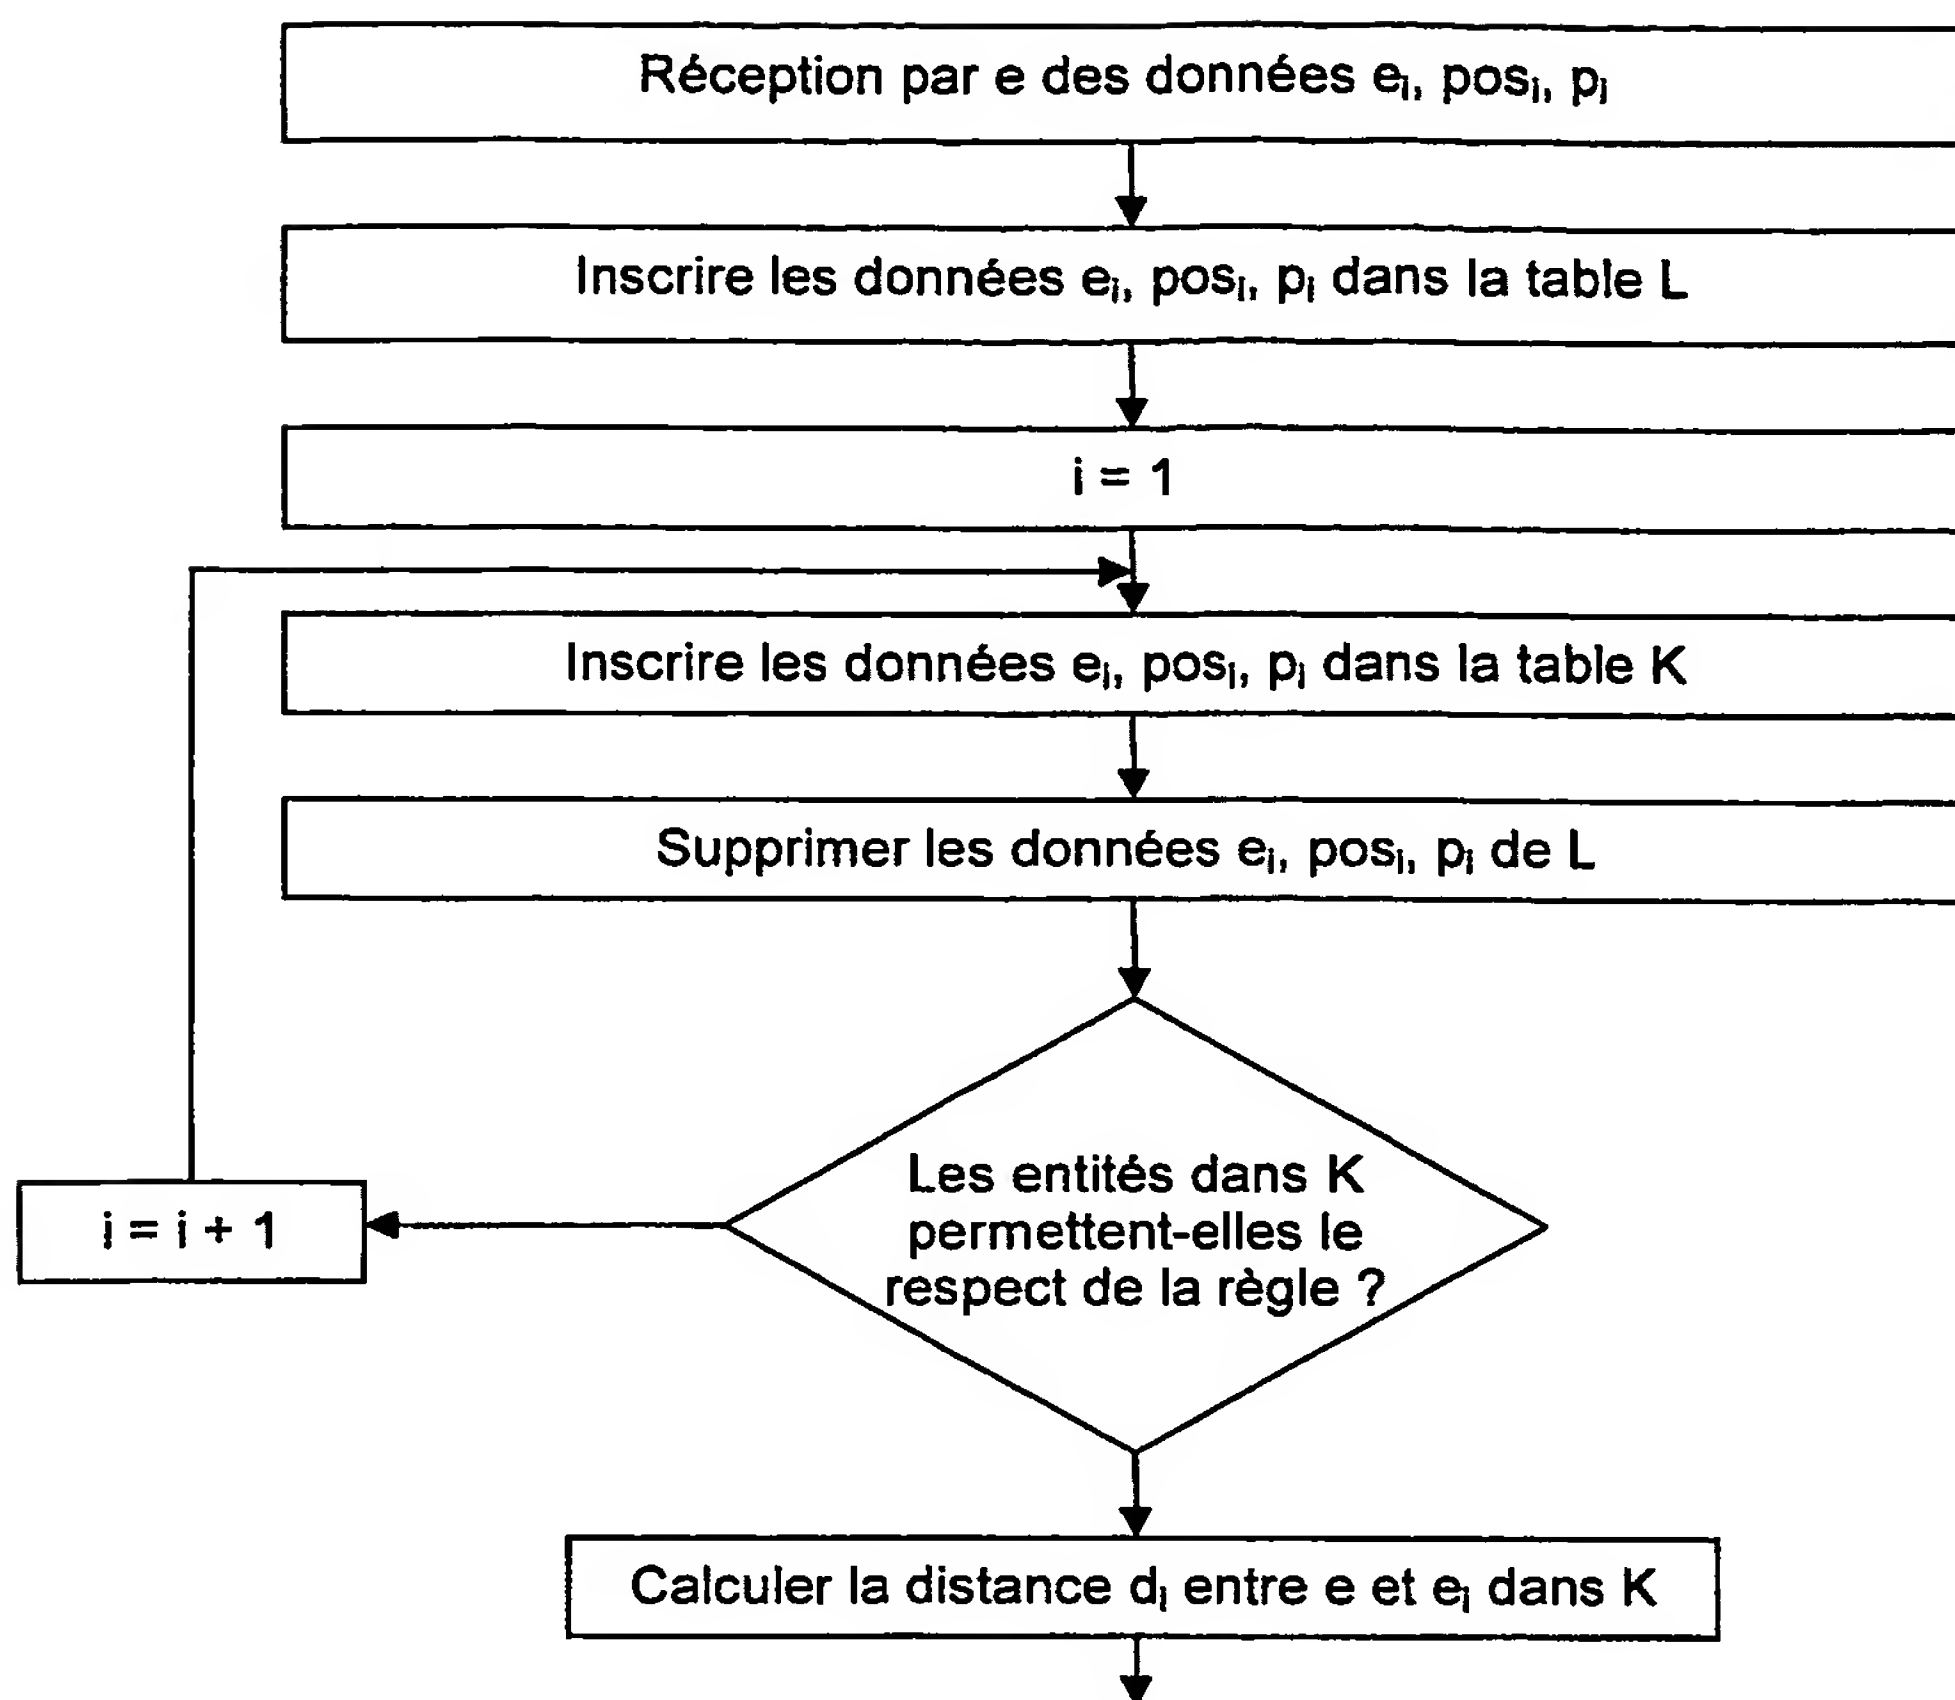 Réception par e des données eᵢ, posᵢ, pᵢ
Inscrire les données eᵢ, posᵢ, pᵢ dans la table L
i = 1
Inscrire les données eᵢ, posᵢ, pᵢ dans la table K
Supprimer les données eᵢ, posᵢ, pᵢ de L
Les entités dans K
permettent-elles le
respect de la règle ?
i = i + 1
Calculer la distance dᵢ entre e et eᵢ dans K